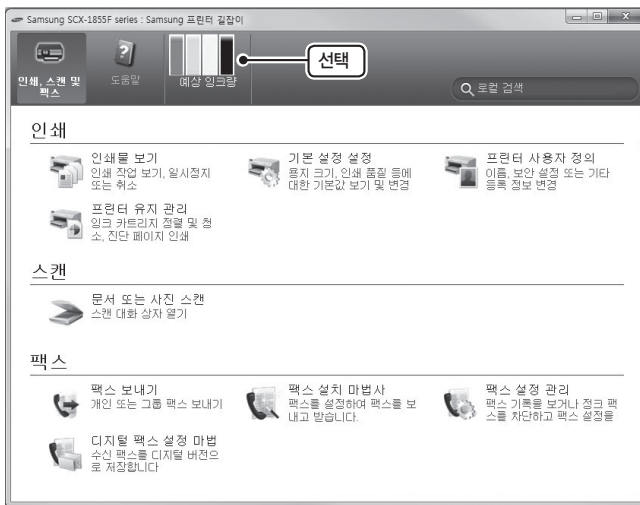 Samsung SCX-1855F series : Samsung 프린터 길잡이
인쇄, 스캔 및
팩스
도움말
예상 잉크량
선택
로컬 검색
인쇄
인쇄물 보기
인쇄 작업 보기, 일시정지
또는 취소
기본 설정 설정
용지 크기, 인쇄 품질 등에
대한 기본값 보기 및 변경
프린터 사용자 정의
이름, 보안 설정 또는 기타
등록 정보 변경
프린터 유지 관리
잉크 카트리지 정렬 및 청
소, 진단 페이지 인쇄
스캔
문서 또는 사진 스캔
스캔 대화 상자 열기
팩스
팩스 보내기
개인 또는 그룹 팩스 보내기
팩스 설치 마법사
팩스를 설정하여 팩스를 보
내고 받습니다.
팩스 설정 관리
팩스 기록을 보거나 정크 팩
스를 차단하고 팩스 설정을
디지털 팩스 설정 마법
수신 팩스를 디지털 버전으
로 저장합니다